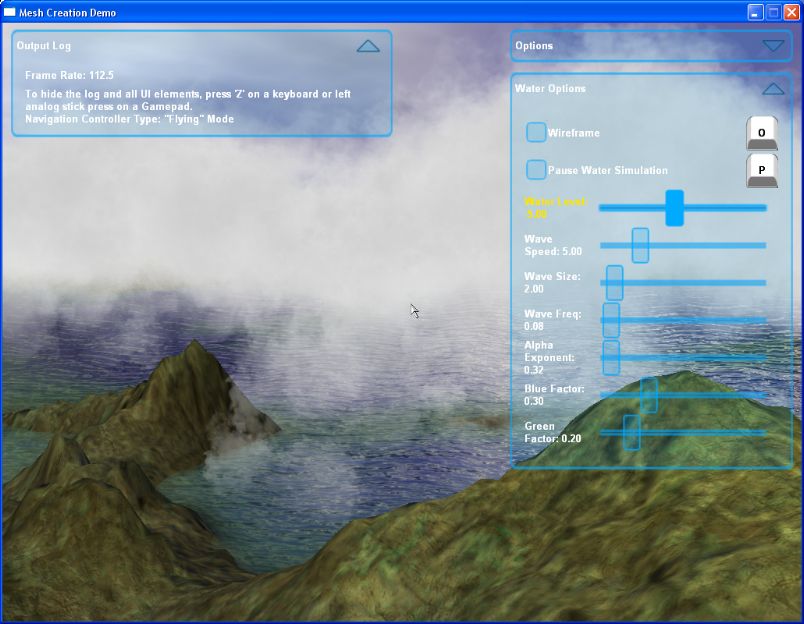 Mesh Creation Demo
Output Log
Frame Rate: 112.5
To hide the log and all UI elements, press 'Z' on a keyboard or left
analog stick press on a Gamepad.
Navigation Controller Type: "Flying" Mode
Options
Water Options
Wireframe
O
Pause Water Simulation
P
Water Level:
Wave
Speed: 5.00
Wave Size:
2.00
Wave Freq:
0.08
Alpha
Exponent:
0.32
Blue Factor:
0.30
Green
Factor: 0.20